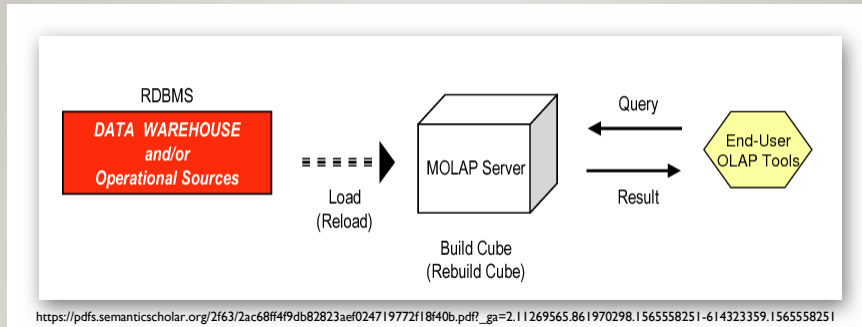 RDBMS
DATA WAREHOUSE
and/or
Operational Sources
Load
(Reload)
MOLAP Server
Build Cube
(Rebuild Cube)
Query
Result
End-User
OLAP Tools
https://pdfs.semanticscholar.org/2f63/2ac68ff4f9db82823aef024719772f18f40b.pdf?_ga=2.11269565.861970298.1565558251-614323359.1565558251